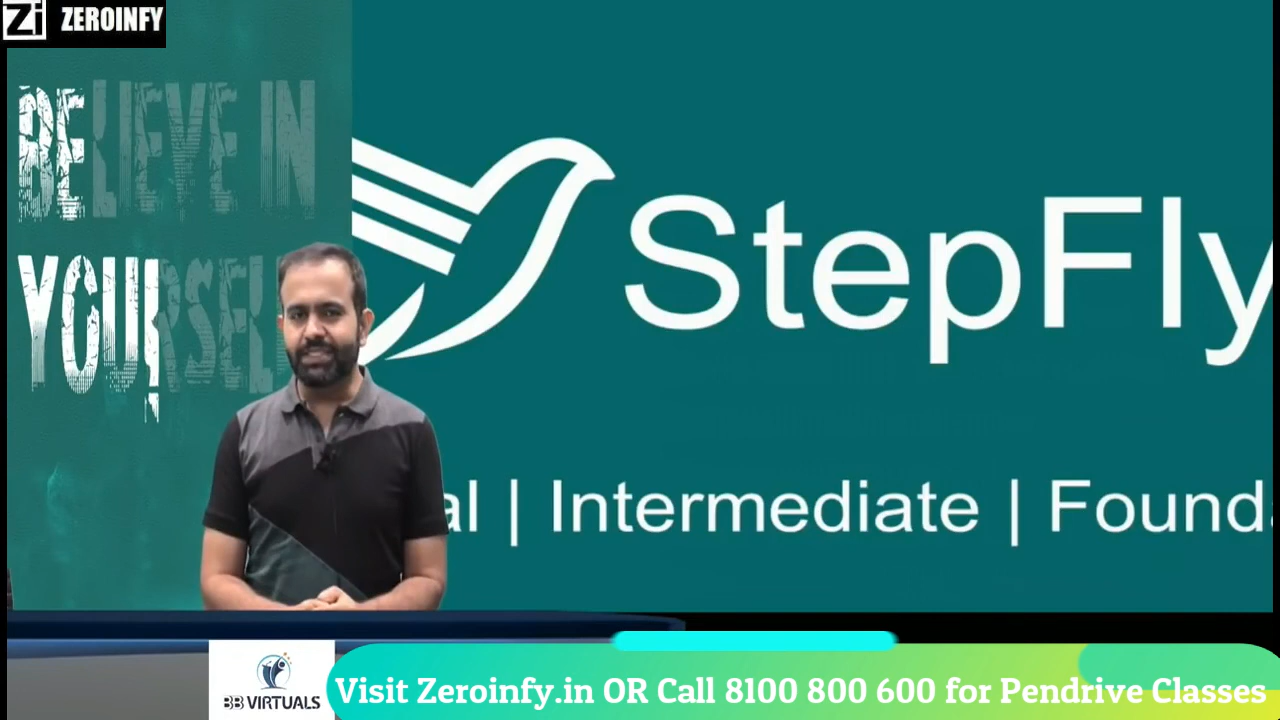 Zi ZEROINFY
BELIEVE IN
YOURSELF
StepFly
al | Intermediate | Founda
BB VIRTUALS
Visit Zeroinfy.in OR Call 8100 800 600 for Pendrive Classes